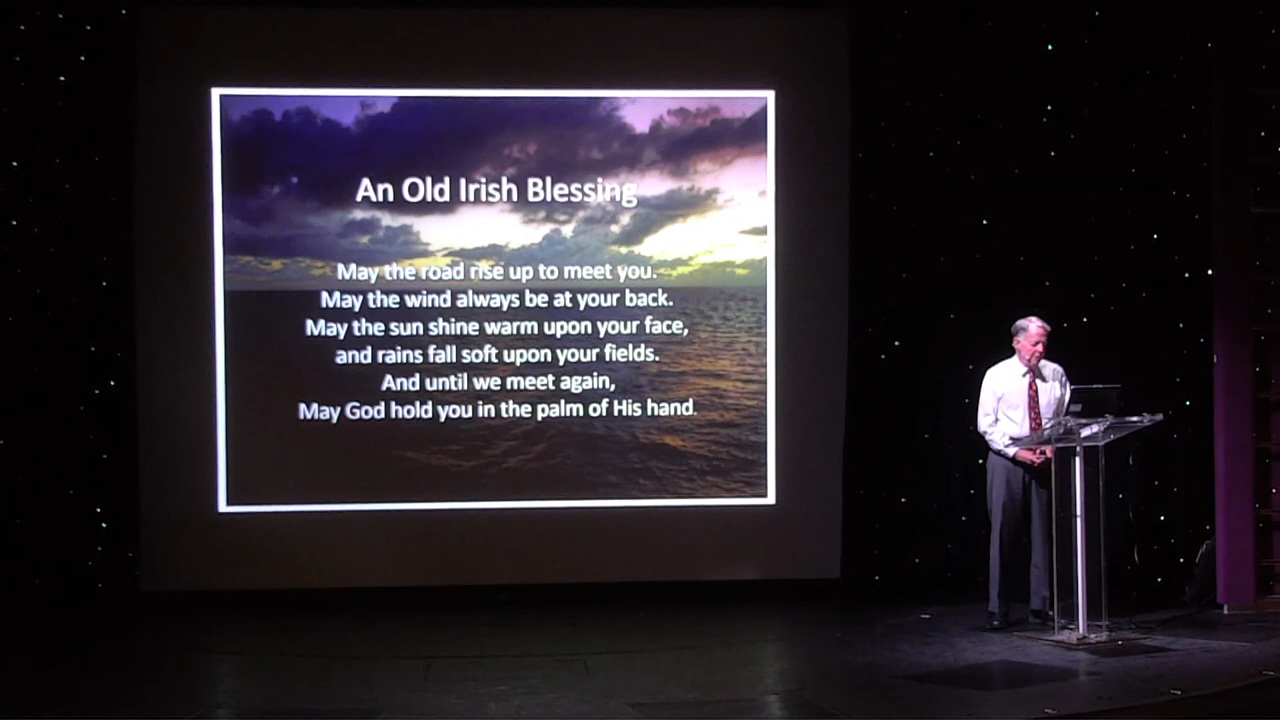 An Old Irish Blessing
May the road rise up to meet you.
May the wind always be at your back.
May the sun shine warm upon your face,
and rains fall soft upon your fields.
And until we meet again,
May God hold you in the palm of His hand.